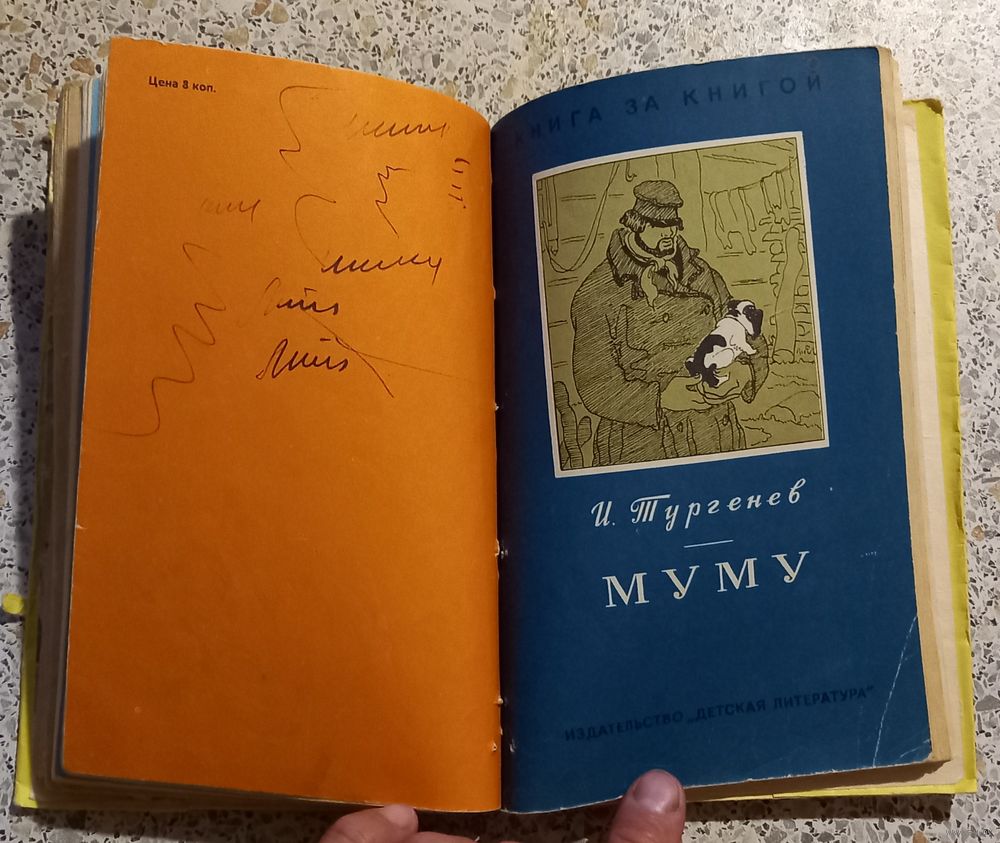 Цена 8 коп.
КНИГА ЗА КНИГОЙ
И. Тургенев
МУМУ
ИЗДАТЕЛЬСТВО „ДЕТСКАЯ ЛИТЕРАТУРА"